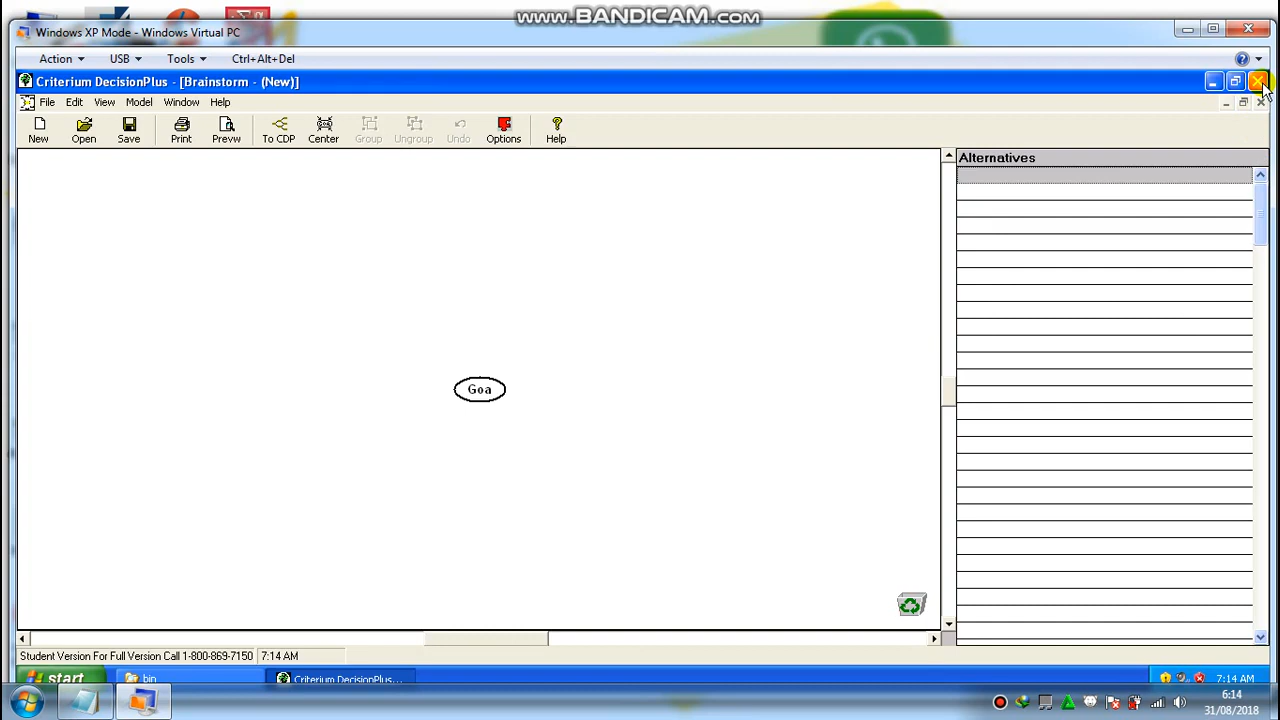 www.BANDICAM.com
Windows XP Mode - Windows Virtual PC
Action USB Tools Ctrl+Alt+Del
Criterium DecisionPlus - [Brainstorm - (New)]
File Edit View Model Window Help
New Open Save Print Prevw To CDP Center Group Ungroup Undo Options Help
Alternatives
Goa
Student Version For Full Version Call 1-800-869-7150 7:14 AM
start bin Criterium DecisionPlus... 7:14 AM
6:14
31/08/2018